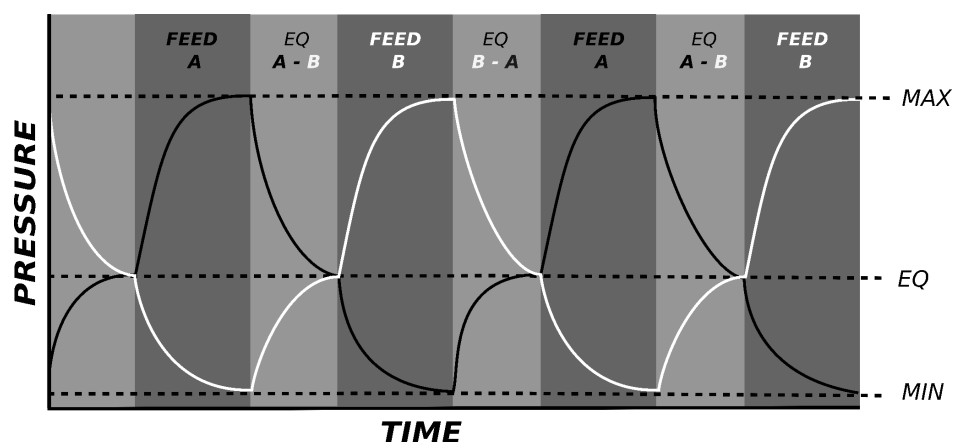 FEED
A
EQ
A - B
FEED
B
EQ
B - A
FEED
A
EQ
A - B
FEED
B
MAX
EQ
MIN
PRESSURE
TIME